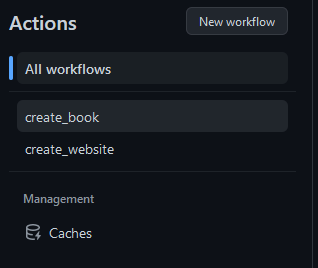 Actions
New workflow
All workflows
create_book
create_website
Management
Caches